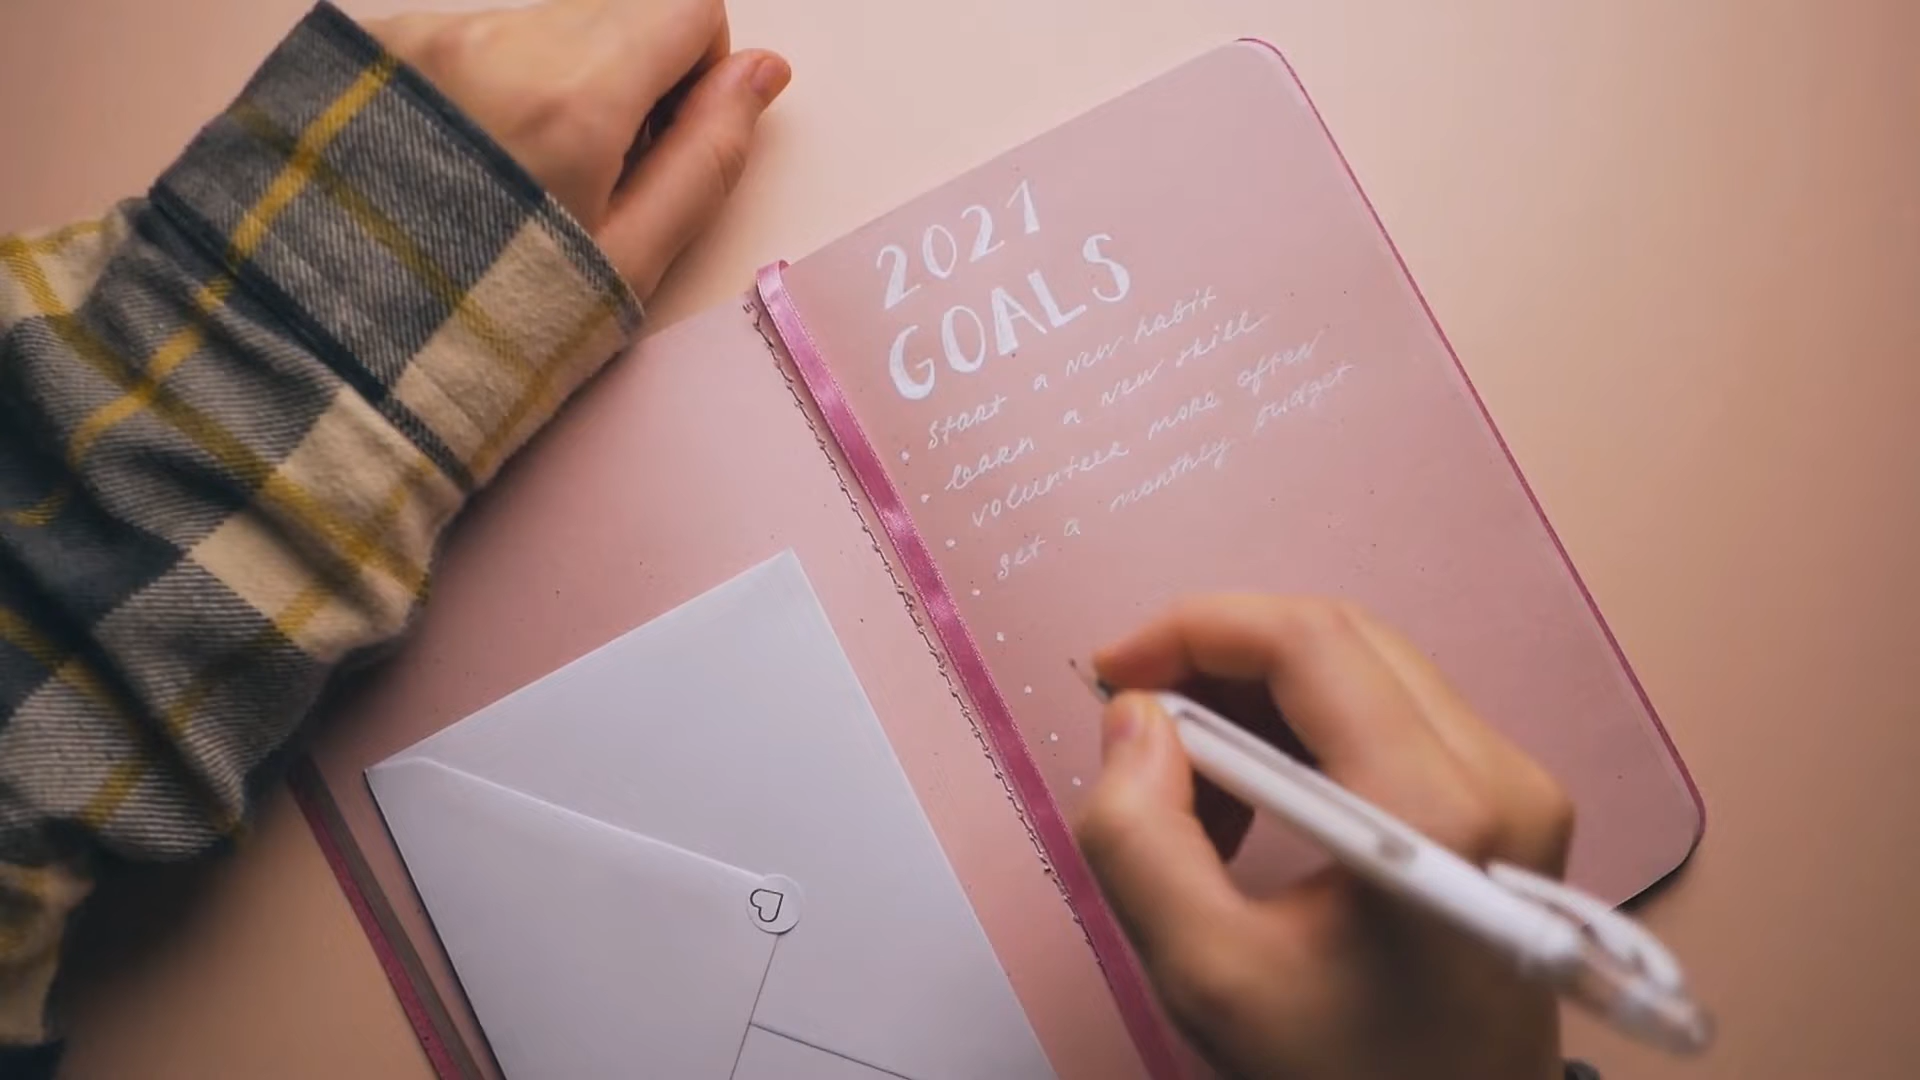 2021
GOALS
• start a new habit
• learn a new skill
• volunteer more often
• set a monthly budget